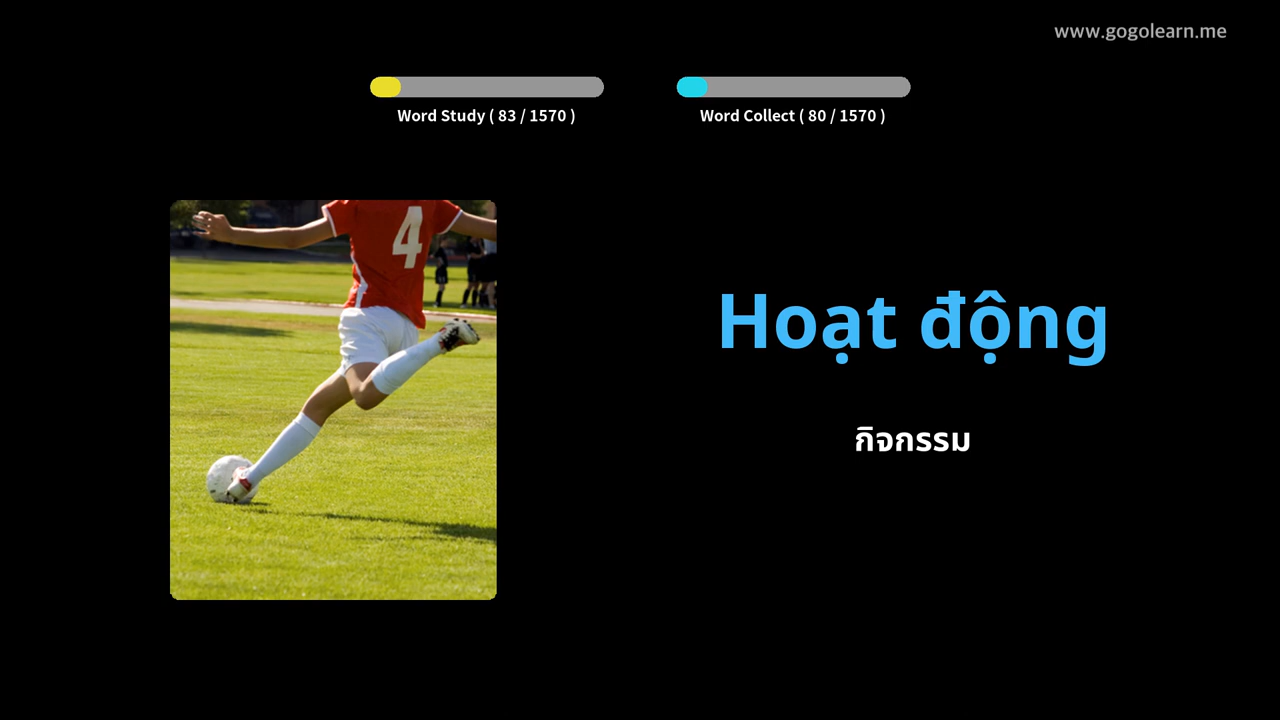 www.gogolearn.me
Word Study ( 83 / 1570 )
Word Collect ( 80 / 1570 )
4
Hoạt động
กิจกรรม